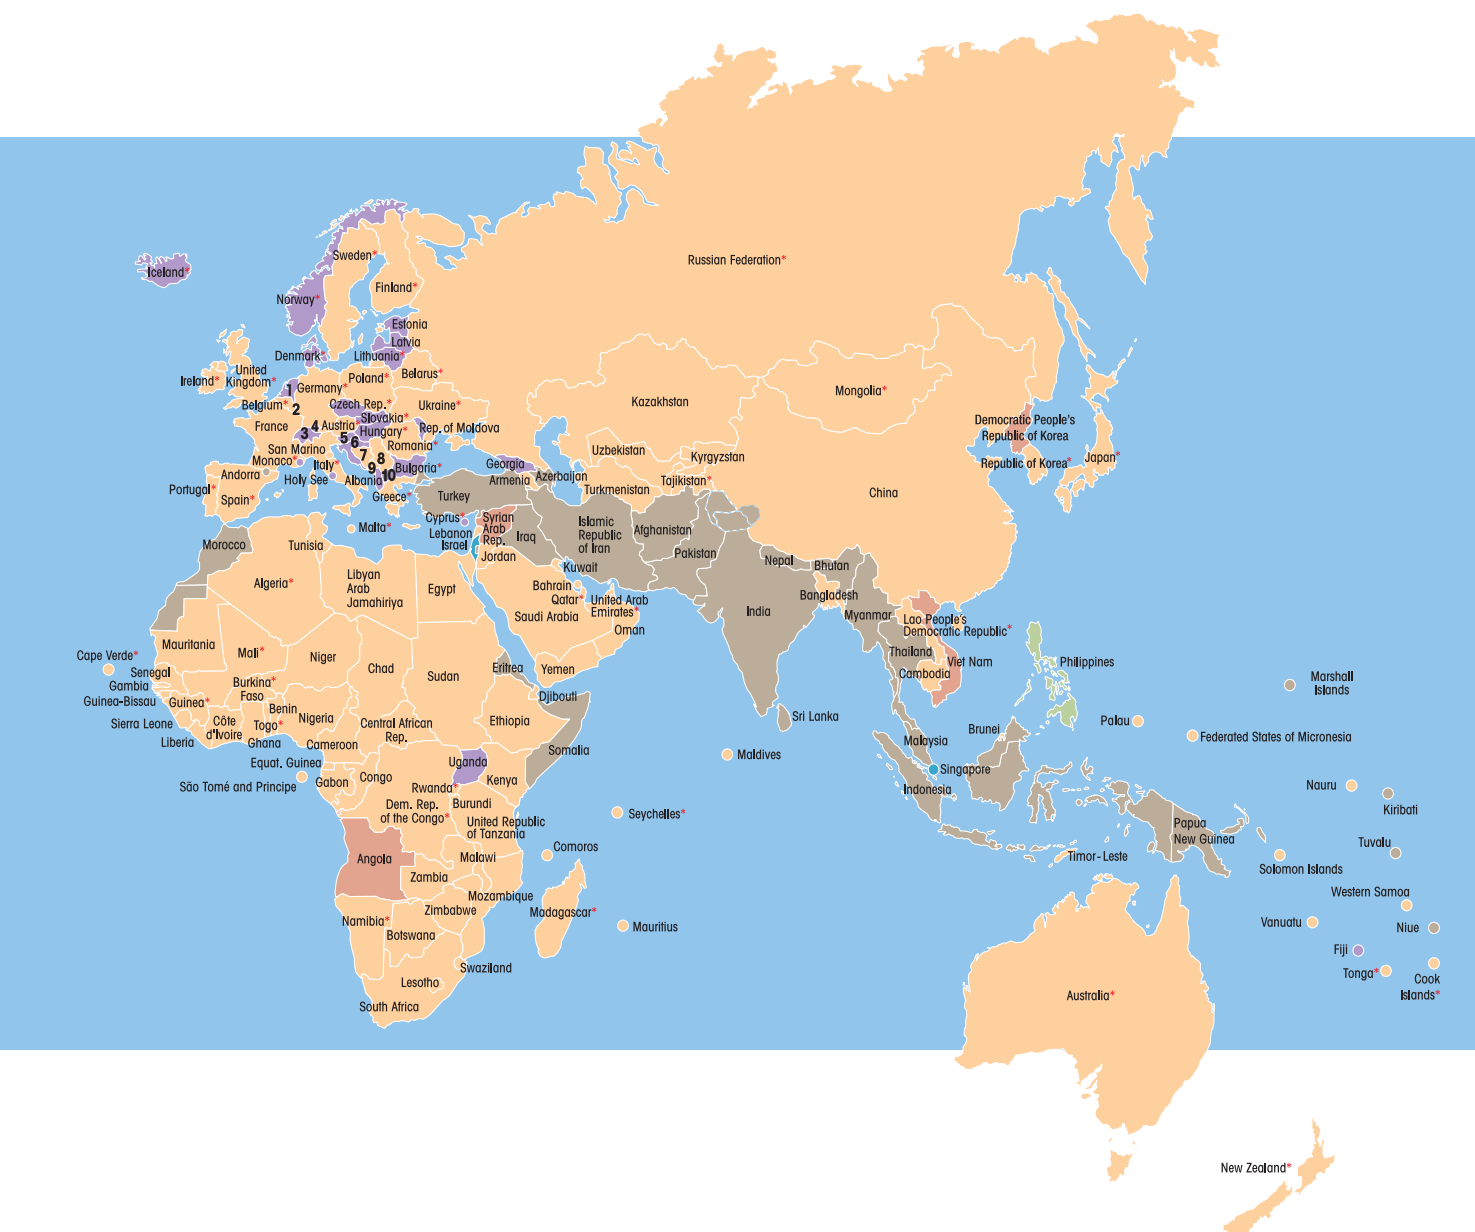 Iceland*
Sweden*
Norway*
Finland*
Russian Federation*
Estonia
Latvia
Denmark*
Lithuania*
Ireland*
United
Kingdom*
1
Germany*
Poland*
Belarus*
Belgium*
2
Czech Rep.*
Ukraine*
Slovakia*
France
3
4
Austria*
Hungary*
Rep. of Moldova
5
6
Romania*
San Marino
7
8
Monaco*
Italy*
9
10
Bulgaria*
Andorra
Holy See
Albania
Portugal*
Spain*
Greece*
Malta*
Georgia
Armenia
Azerbaijan
Turkey
Cyprus*
Lebanon
Israel
Syrian
Arab
Rep.
Iraq
Jordan
Kuwait
Islamic
Republic
of Iran
Kazakhstan
Uzbekistan
Kyrgyzstan
Turkmenistan
Tajikistan*
Afghanistan
Pakistan
Mongolia*
China
Democratic People's
Republic of Korea
Republic of Korea*
Japan*
Morocco
Tunisia
Algeria*
Libyan
Arab
Jamahiriya
Egypt
Bahrain
Qatar*
United Arab
Emirates*
Saudi Arabia
Oman
Yemen
Nepal
Bhutan
Bangladesh
India
Myanmar
Lao People's
Democratic Republic*
Thailand
Viet Nam
Cambodia
Philippines
Sri Lanka
Maldives
Malaysia
Brunei
Singapore
Indonesia
Mauritania
Mali*
Niger
Chad
Sudan
Eritrea
Djibouti
Cape Verde*
Senegal
Gambia
Guinea-Bissau
Guinea*
Burkina*
Faso
Benin
Nigeria
Sierra Leone
Liberia
Côte
d'Ivoire
Togo*
Ghana
Cameroon
Central African
Rep.
Ethiopia
Somalia
Equat. Guinea
São Tomé and Principe
Gabon
Congo
Uganda
Kenya
Rwanda*
Burundi
Dem. Rep.
of the Congo*
United Republic
of Tanzania
Seychelles*
Comoros
Angola
Malawi
Zambia
Mozambique
Zimbabwe
Madagascar*
Mauritius
Namibia*
Botswana
Swaziland
Lesotho
South Africa
Marshall
Islands
Palau
Federated States of Micronesia
Nauru
Kiribati
Papua
New Guinea
Tuvalu
Timor-Leste
Solomon Islands
Western Samoa
Vanuatu
Niue
Fiji
Tonga*
Cook
Islands*
Australia*
New Zealand*